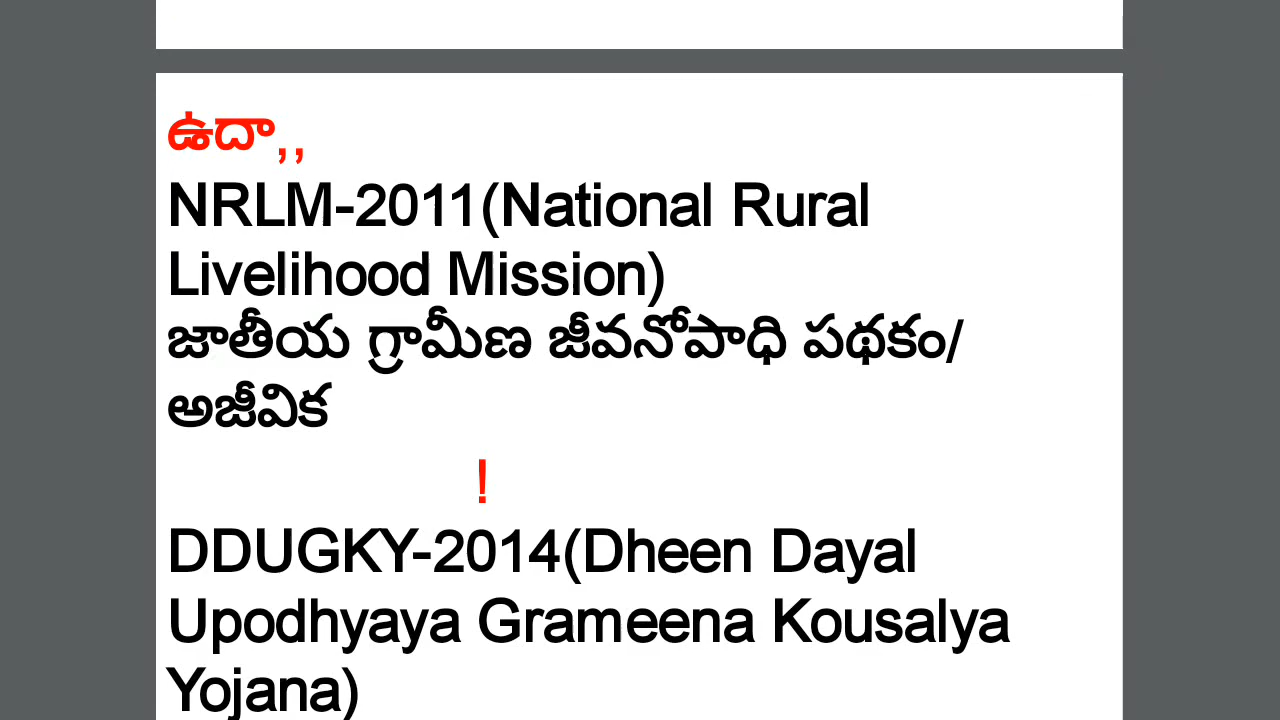 ఉదా,,
NRLM-2011(National Rural
Livelihood Mission)
జాతీయ గ్రామీణ జీవనోపాధి పథకం/
అజీవిక
!
DDUGKY-2014(Dheen Dayal
Upodhyaya Grameena Kousalya
Yojana)